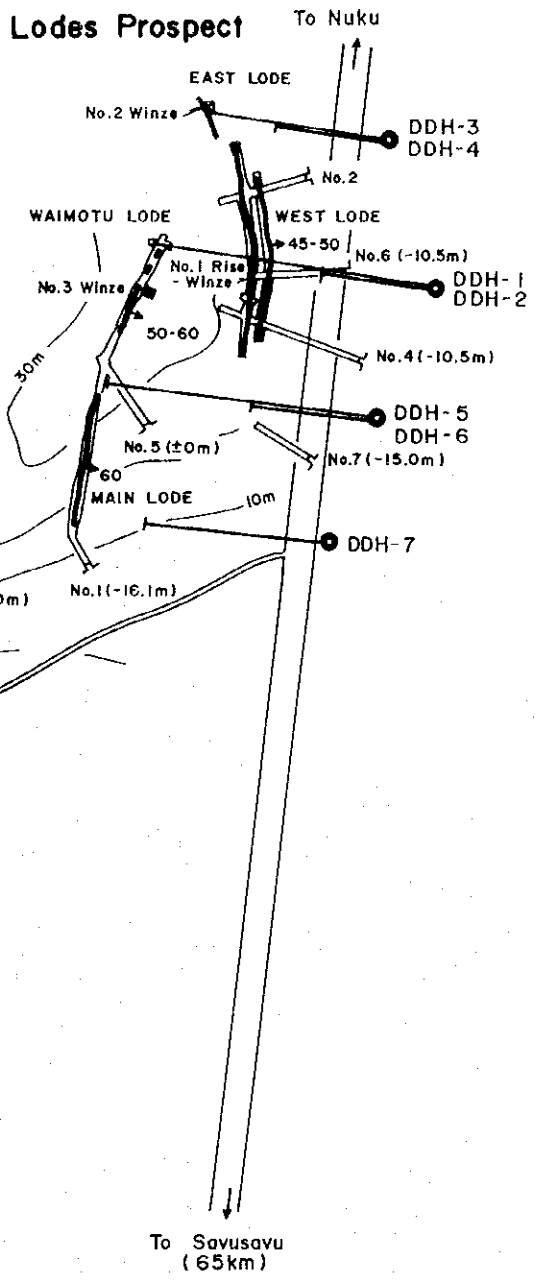 Lodes Prospect
To Nuku
EAST LODE
No.2 Winze
DDH-3
DDH-4
No.2
WAIMOTU LODE
WEST LODE
45-50
No.1 Rise
-Winze
No.6 (-10.5m)
DDH-1
DDH-2
No.3 Winze
50-60
30m
No.4 (-10.5m)
DDH-5
DDH-6
No.5 (±0m)
No.7 (-15.0m)
60
MAIN LODE
10m
DDH-7
No.1 (-16.1m)
0m)
To Savusavu
(65km)